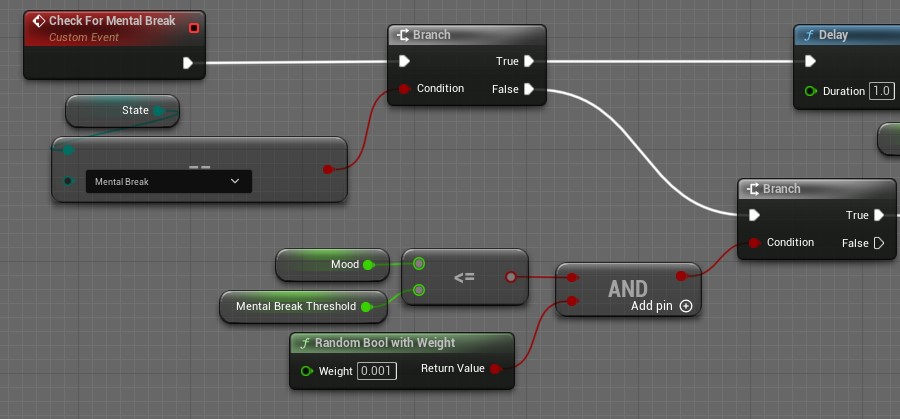 Check For Mental Break
Custom Event
Branch
True
Condition
False
Delay
Duration 1.0
State
==
Mental Break
Branch
True
Condition
False
Mood
<=
Mental Break Threshold
AND
Add pin
Random Bool with Weight
Weight 0.001
Return Value